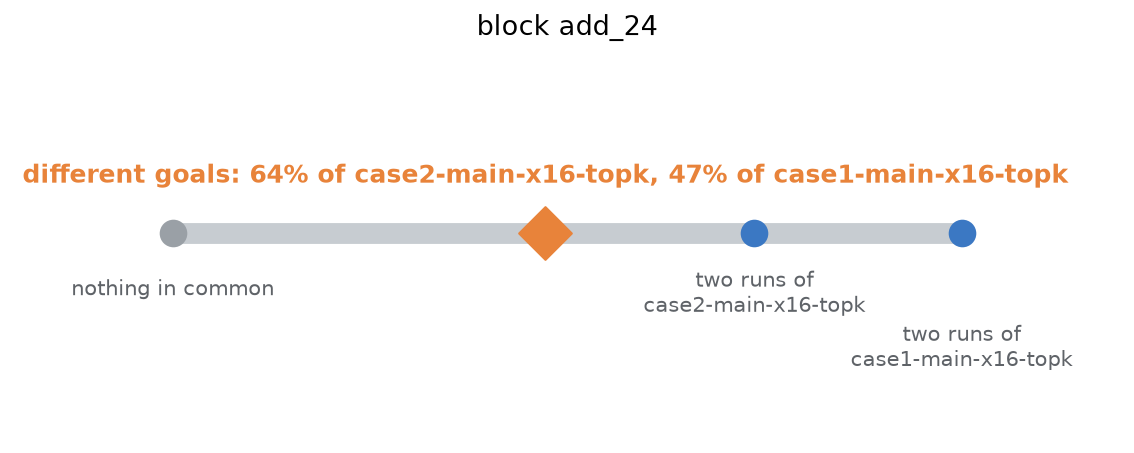 block add_24
different goals: 64% of case2-main-x16-topk, 47% of case1-main-x16-topk
nothing in common
two runs of
case2-main-x16-topk
two runs of
case1-main-x16-topk